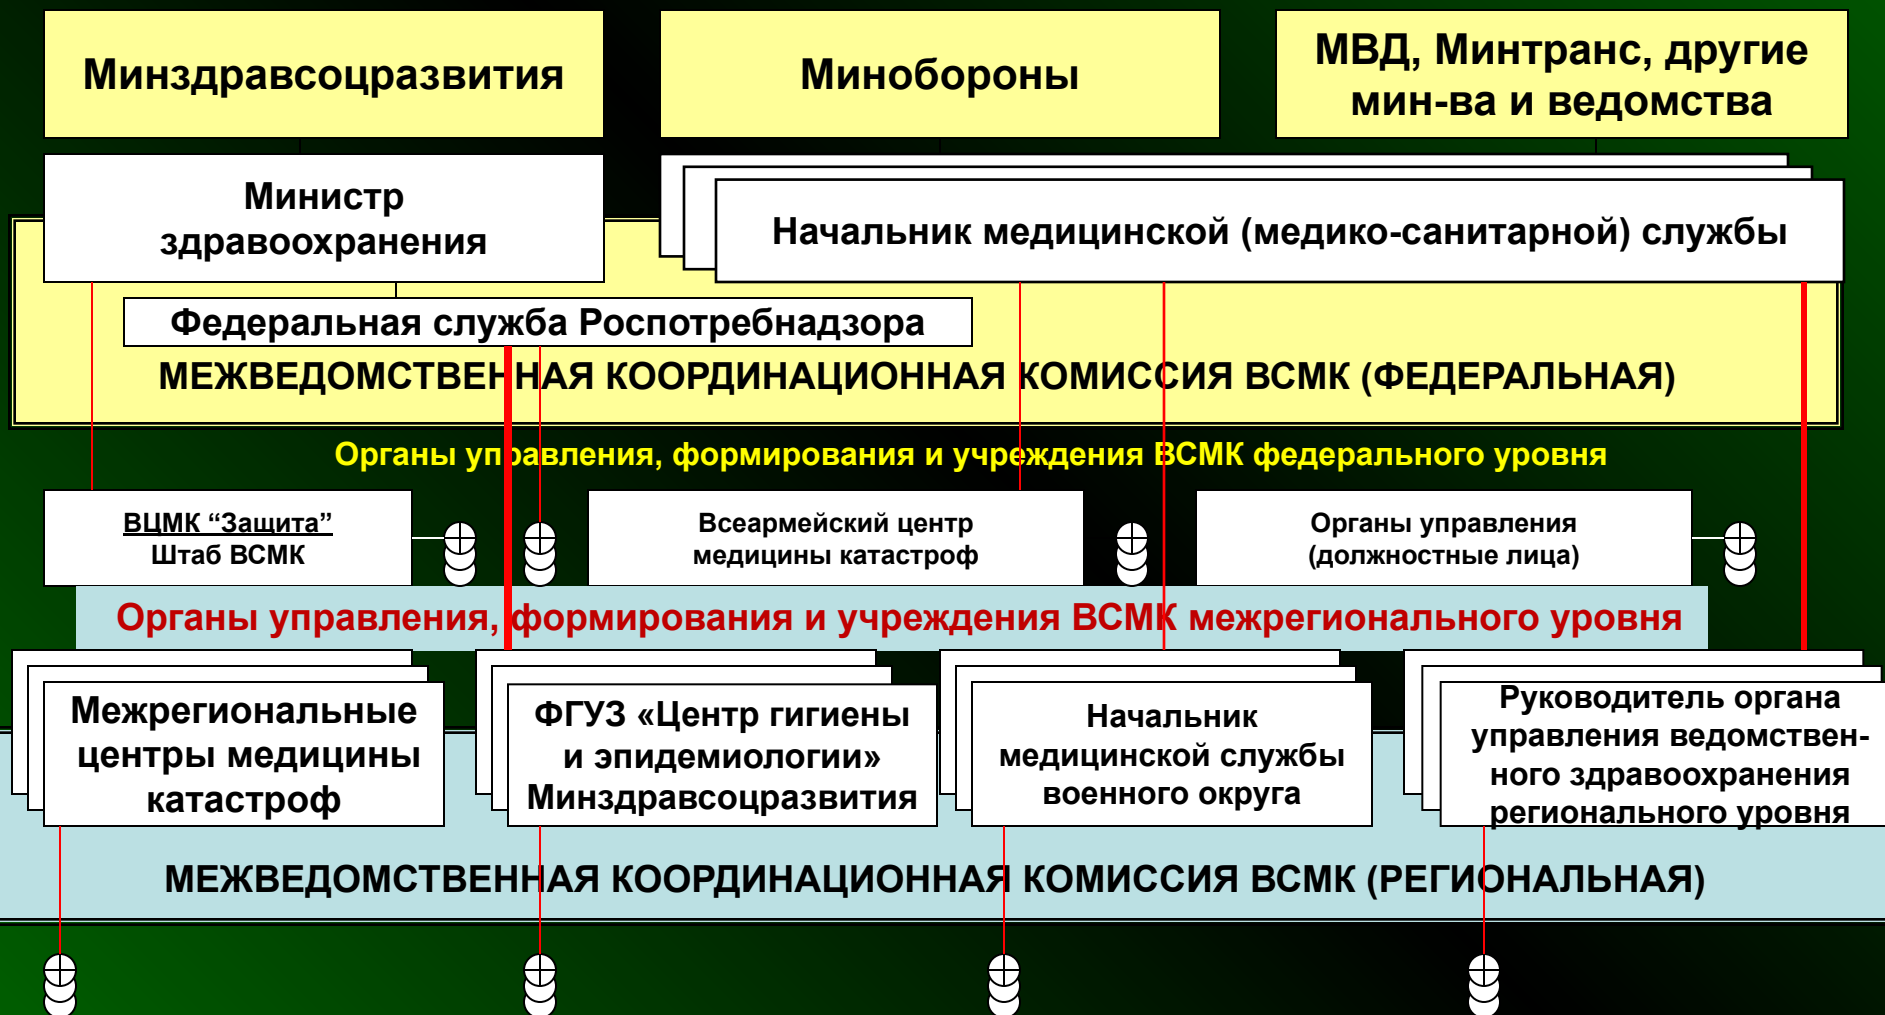 Минздравсоцразвития
Минобороны
МВД, Минтранс, другие
мин-ва и ведомства
Министр
здравоохранения
Начальник медицинской (медико-санитарной) службы
Федеральная служба Роспотребнадзора
МЕЖВЕДОМСТВЕННАЯ КООРДИНАЦИОННАЯ КОМИССИЯ ВСМК (ФЕДЕРАЛЬНАЯ)
Органы управления, формирования и учреждения ВСМК федерального уровня
ВЦМК “Защита”
Штаб ВСМК
Всеармейский центр
медицины катастроф
Органы управления
(должностные лица)
Органы управления, формирования и учреждения ВСМК межрегионального уровня
Межрегиональные
центры медицины
катастроф
ФГУЗ «Центр гигиены
и эпидемиологии»
Минздравсоцразвития
Начальник
медицинской службы
военного округа
Руководитель органа
управления ведомствен-
ного здравоохранения
регионального уровня
МЕЖВЕДОМСТВЕННАЯ КООРДИНАЦИОННАЯ КОМИССИЯ ВСМК (РЕГИОНАЛЬНАЯ)